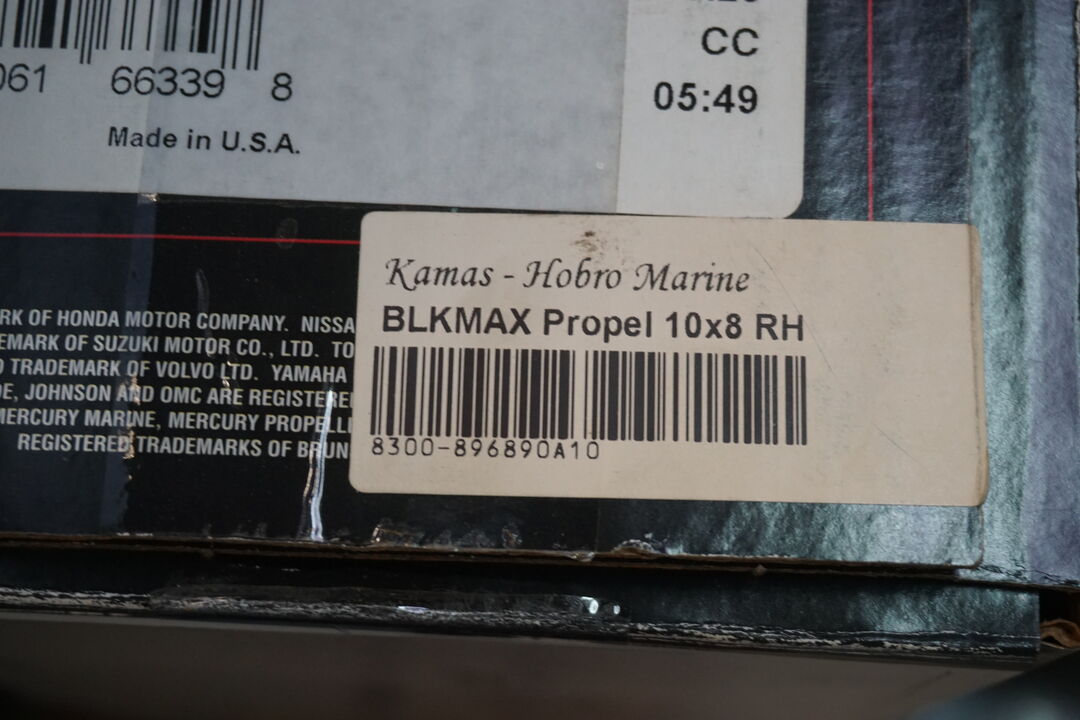 CC
05:49
061 66339 8
Made in U.S.A.
Kamas - Hobro Marine
BLKMAX Propel 10x8 RH
8300-896890A10
RK OF HONDA MOTOR COMPANY. NISSA
EMARK OF SUZUKI MOTOR CO., LTD. TO
D TRADEMARK OF VOLVO LTD. YAMAHA
DE, JOHNSON AND OMC ARE REGISTERE
MERCURY MARINE, MERCURY PROPELL
REGISTERED TRADEMARKS OF BRUN